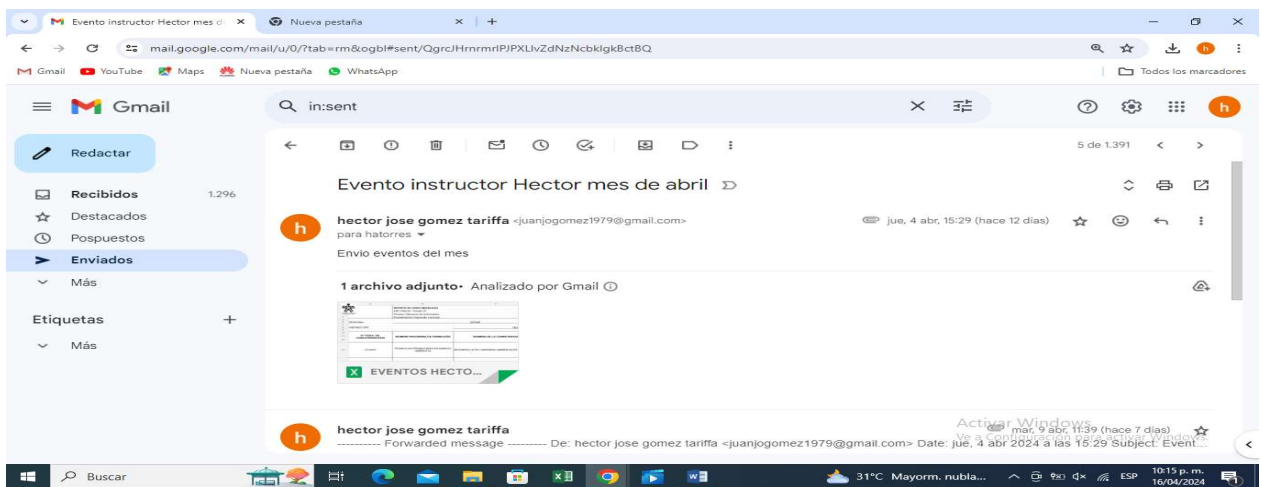 Evento instructor Hector mes d
Nueva pestaña
mail.google.com/mail/u/0/?tab=rm&ogbl#sent/QgrcJHrnrmrlPJPXLlvZdNzNcbklgkBctBQ
Gmail YouTube Maps Nueva pestaña WhatsApp Todos los marcadores
Gmail
in:sent
h
Redactar
5 de 1.391
Recibidos 1.296
Destacados
Pospuestos
Enviados
Más
Etiquetas
Más
Evento instructor Hector mes de abril
hector jose gomez tariffa <juanjogomez1979@gmail.com>
jue, 4 abr, 15:29 (hace 12 días)
para hatorres
Envio eventos del mes
1 archivo adjunto • Analizado por Gmail
EVENTOS HECTO...
hector jose gomez tariffa
mar, 9 abr, 11:39 (hace 7 días)
---------- Forwarded message --------- De: hector jose gomez tariffa <juanjogomez1979@gmail.com> Date: jue, 4 abr 2024 a las 15:29 Subject: Event...
Activar Windows
Ve a Configuración para activar Windows.
Buscar
31°C Mayorm. nubla...
ESP
10:15 p. m.
16/04/2024